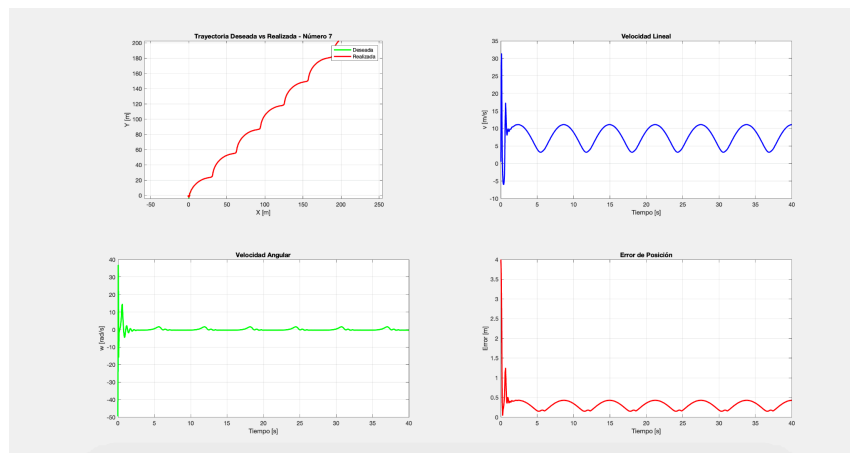 Trayectoria Deseada vs Realizada - Número 7
Deseada
Realizada
200
180
160
140
120
100
80
60
40
20
0
Y [m]
-50 0 50 100 150 200 250
X [m]
Velocidad Lineal
35
30
25
20
15
10
5
0
-5
-10
v [m/s]
0 5 10 15 20 25 30 35 40
Tiempo [s]
Velocidad Angular
40
30
20
10
0
-10
-20
-30
-40
-50
w [rad/s]
0 5 10 15 20 25 30 35 40
Tiempo [s]
Error de Posición
4
3.5
3
2.5
2
1.5
1
0.5
0
Error [m]
0 5 10 15 20 25 30 35 40
Tiempo [s]